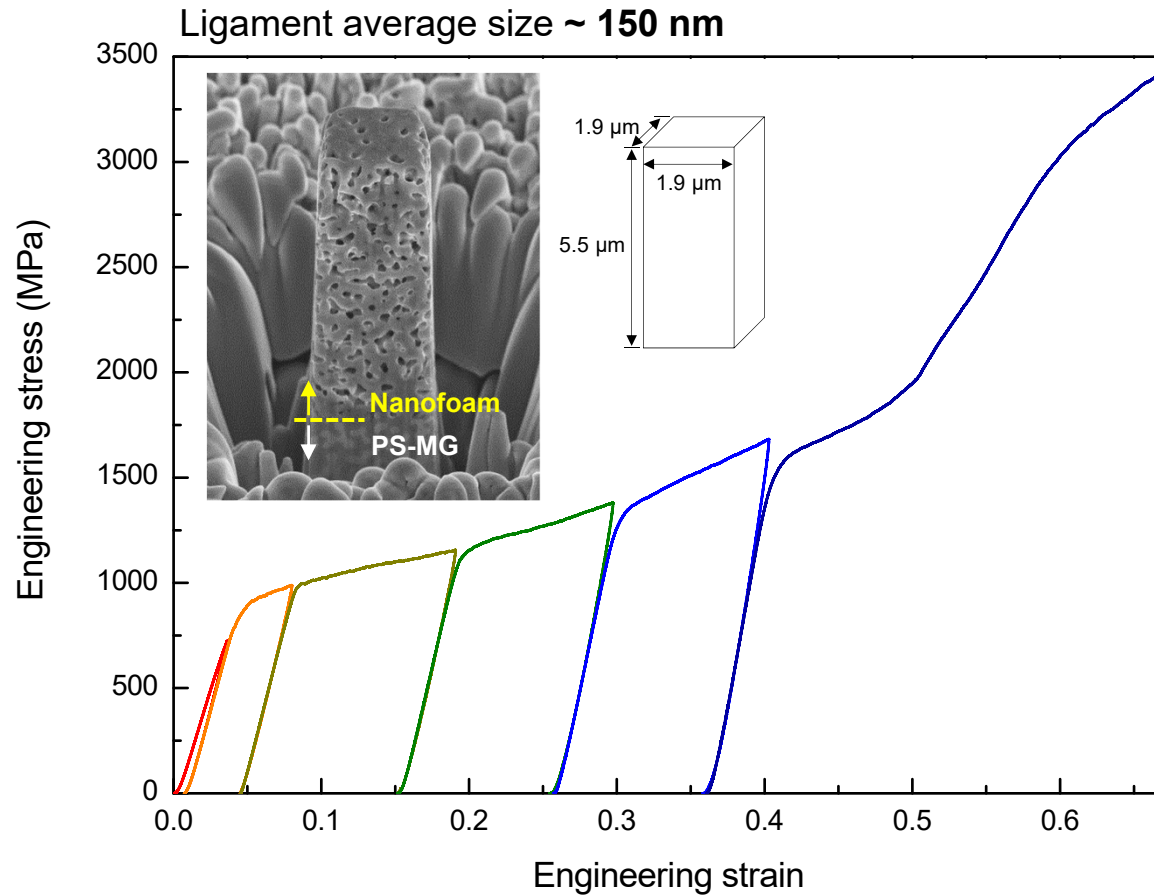 Ligament average size ~ 150 nm
3500
3000
2500
2000
1500
1000
500
0
Engineering stress (MPa)
Nanofoam
PS-MG
1.9 µm
1.9 µm
5.5 µm
0.0 0.1 0.2 0.3 0.4 0.5 0.6
Engineering strain